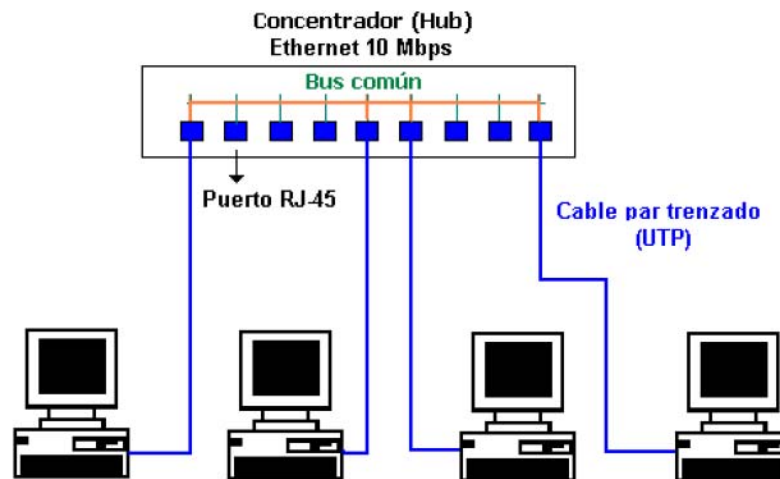 Concentrador (Hub)
Ethernet 10 Mbps
Bus común
Puerto RJ-45
Cable par trenzado
(UTP)